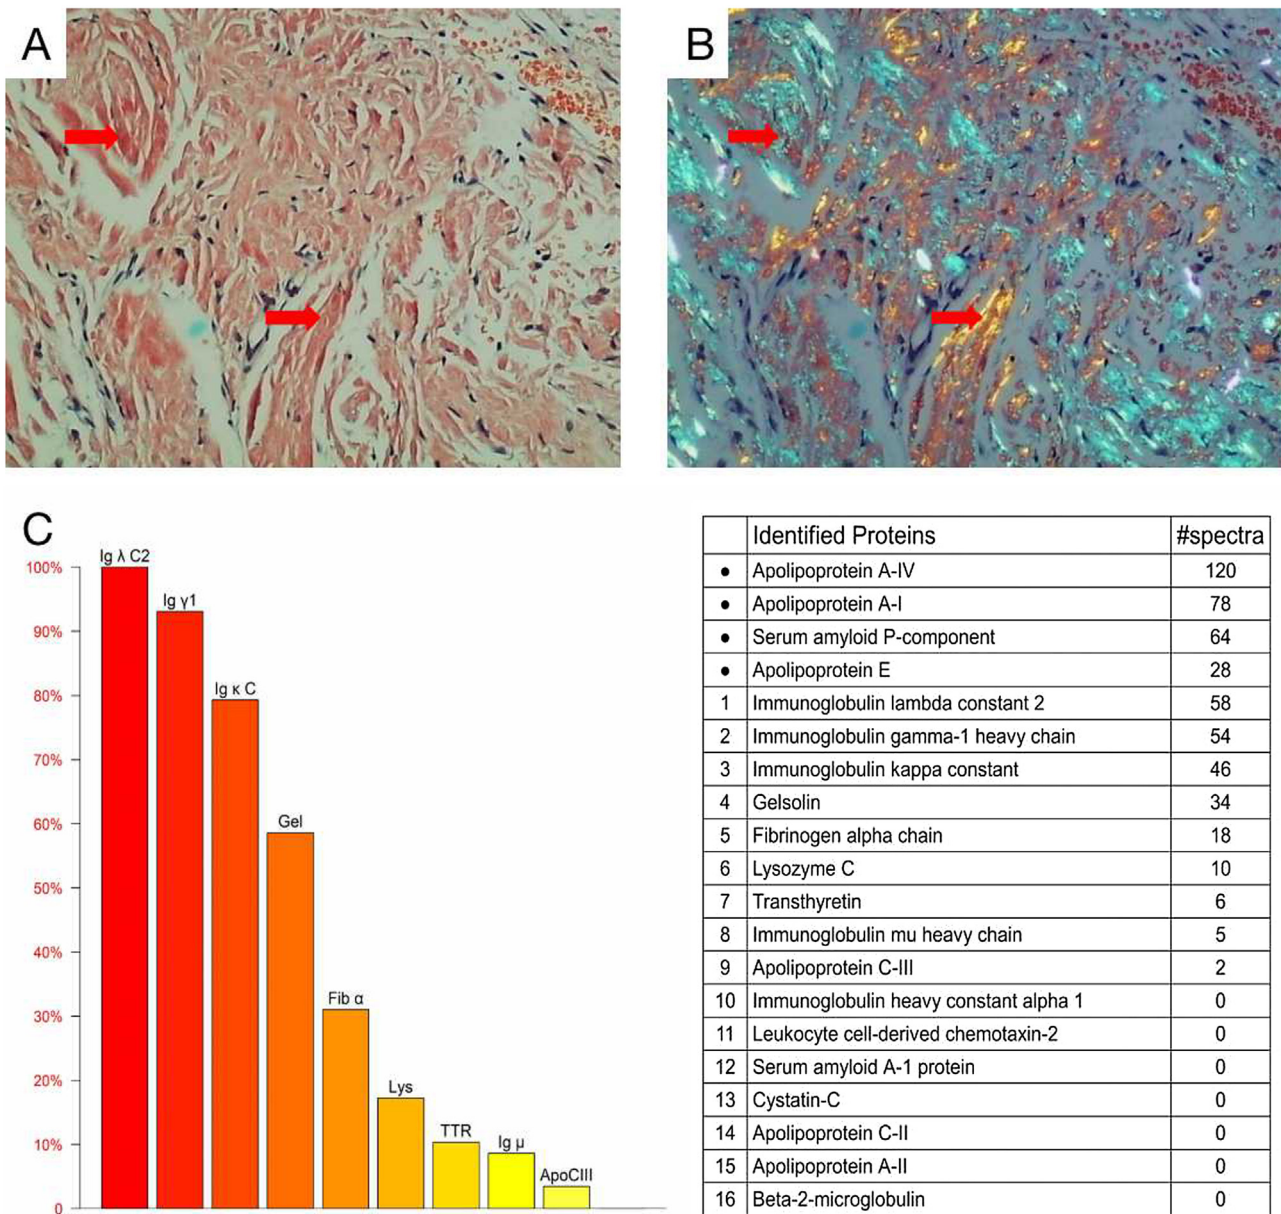 A
B
C
100%
90%
80%
70%
60%
50%
40%
30%
20%
10%
0
Ig λ C2
Ig γ1
Ig κ C
Gel
Fib α
Lys
TTR
Ig μ
ApoCIII
Identified Proteins #spectra
● Apolipoprotein A-IV 120
● Apolipoprotein A-I 78
● Serum amyloid P-component 64
● Apolipoprotein E 28
1 Immunoglobulin lambda constant 2 58
2 Immunoglobulin gamma-1 heavy chain 54
3 Immunoglobulin kappa constant 46
4 Gelsolin 34
5 Fibrinogen alpha chain 18
6 Lysozyme C 10
7 Transthyretin 6
8 Immunoglobulin mu heavy chain 5
9 Apolipoprotein C-III 2
10 Immunoglobulin heavy constant alpha 1 0
11 Leukocyte cell-derived chemotaxin-2 0
12 Serum amyloid A-1 protein 0
13 Cystatin-C 0
14 Apolipoprotein C-II 0
15 Apolipoprotein A-II 0
16 Beta-2-microglobulin 0